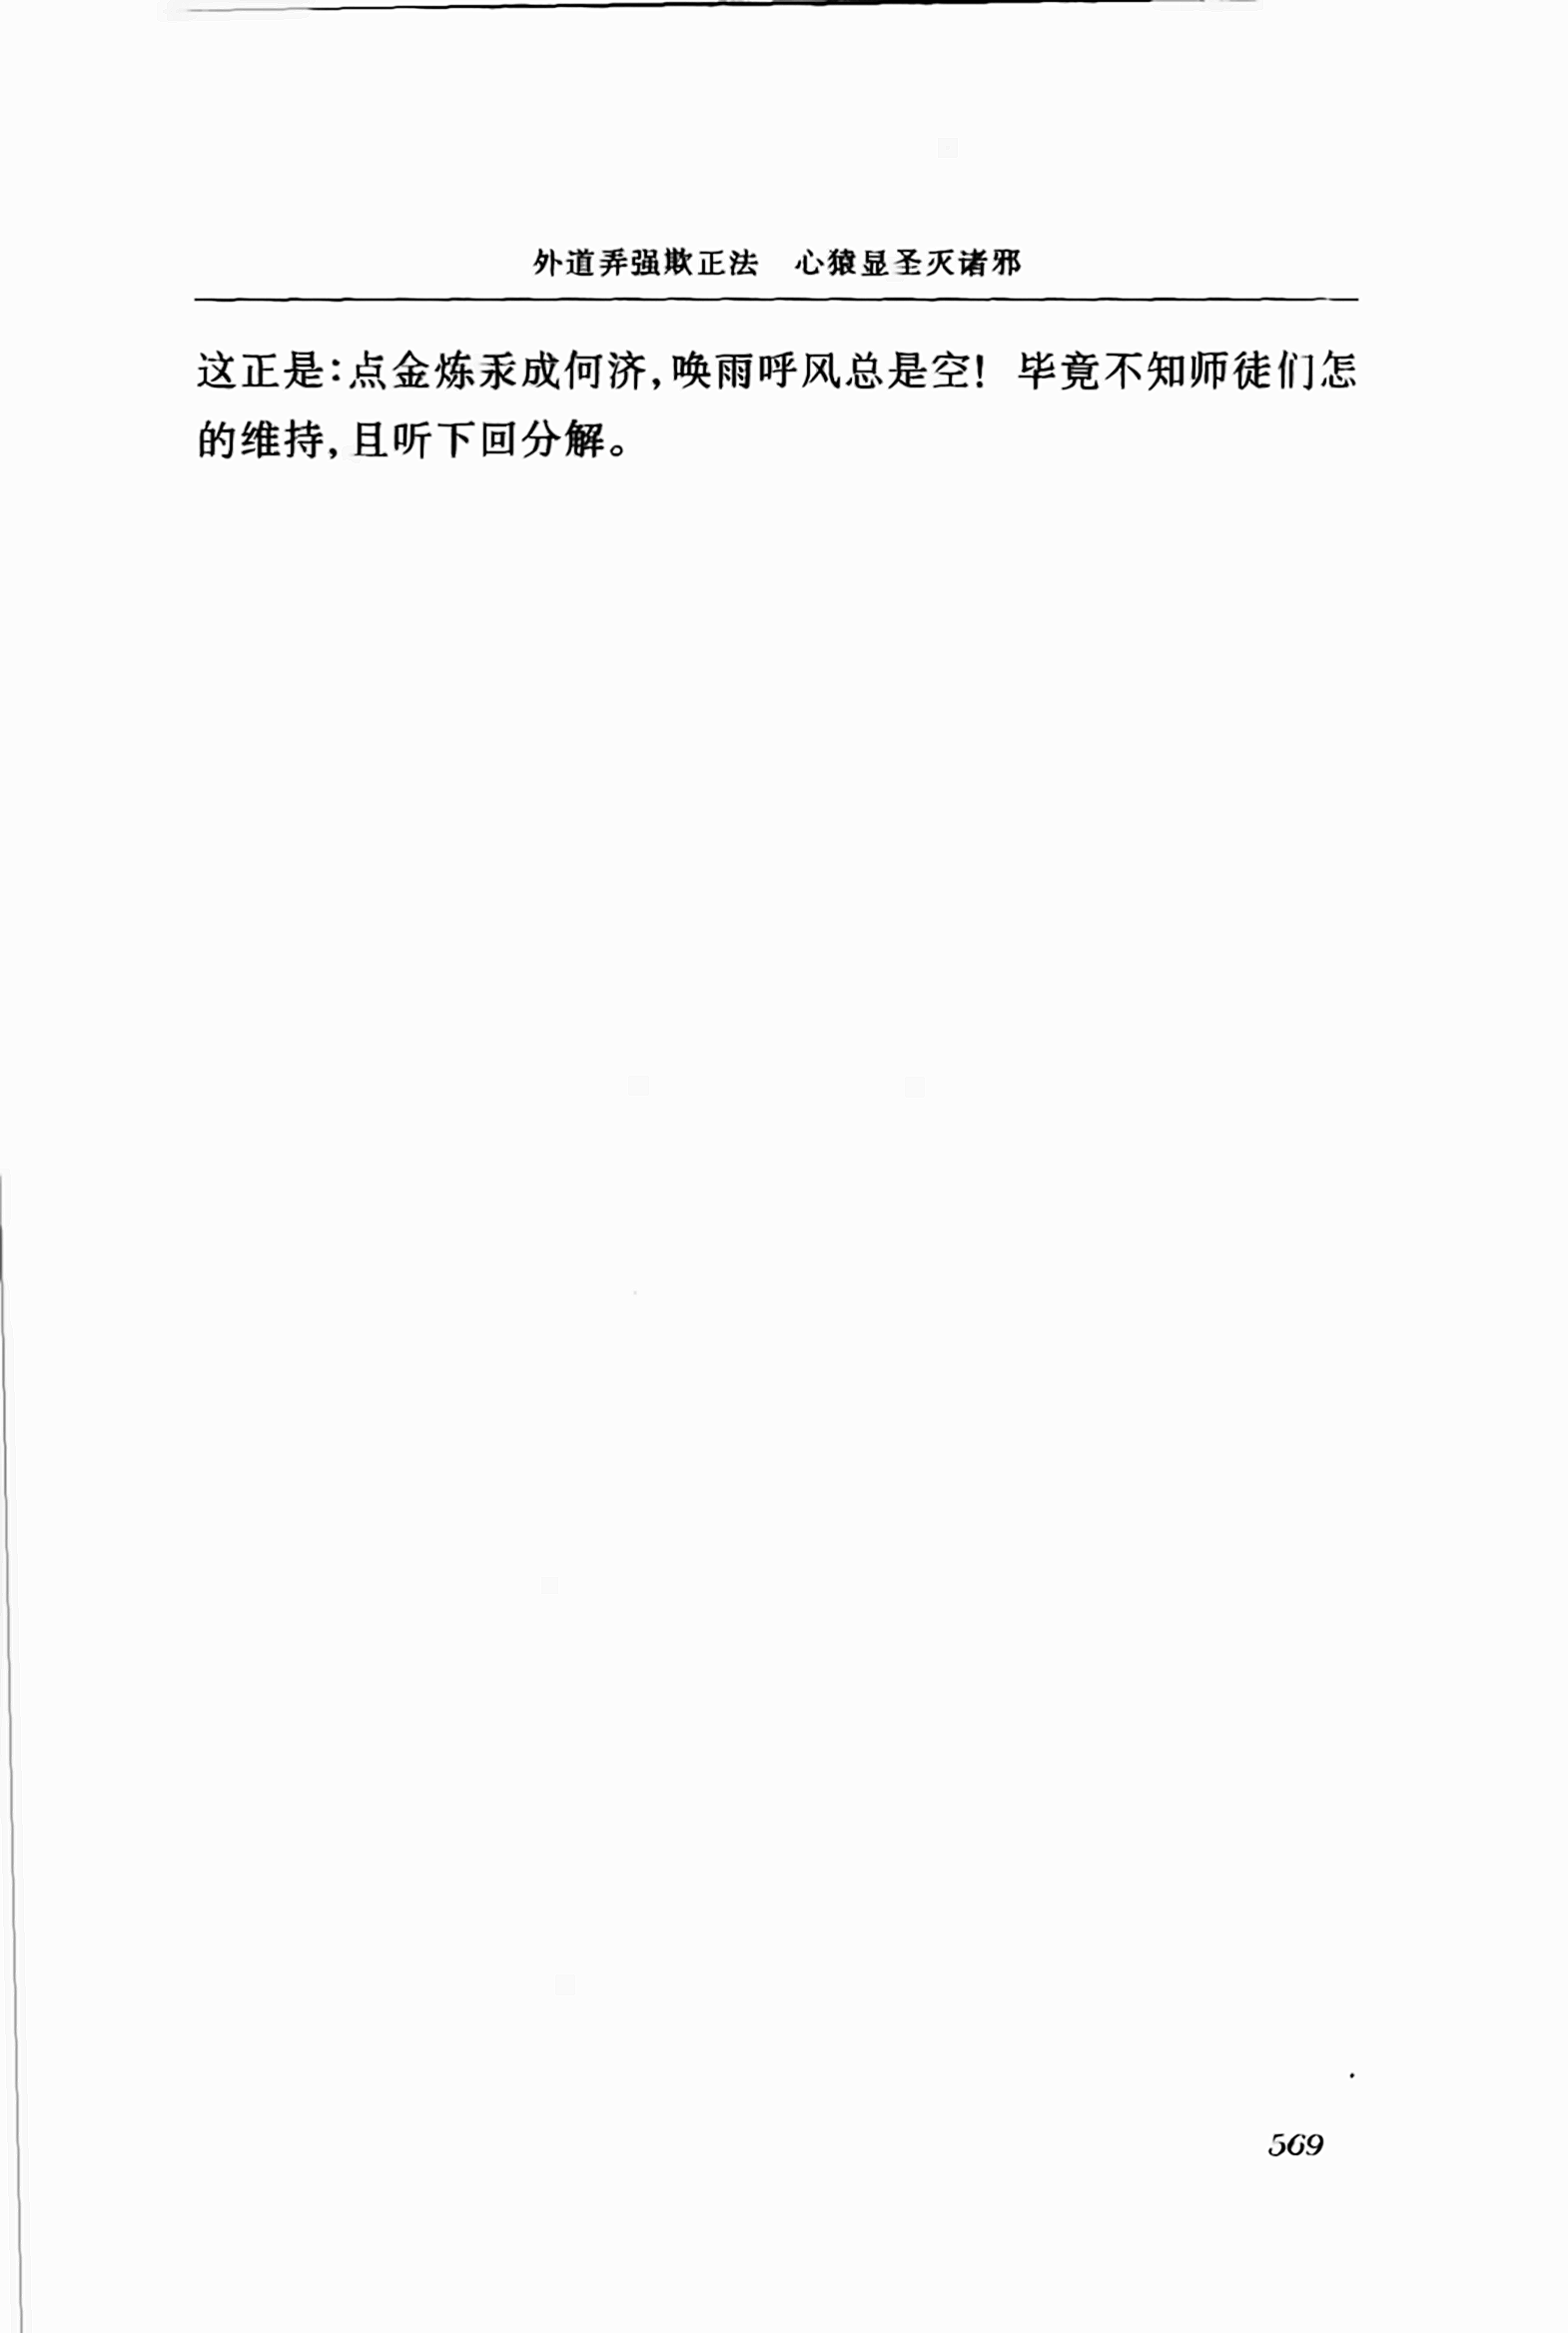 外道弄强欺正法　心猿显圣灭诸邪
这正是:点金炼汞成何济,唤雨呼风总是空! 毕竟不知师徒们怎
的维持,且听下回分解。
569